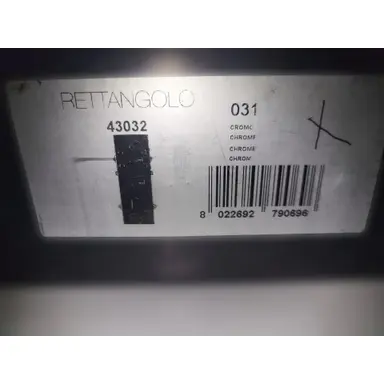 RETTANGOLO
43032
031
CROMO
CHROME
CHROME
CHROM
8 022692 790696